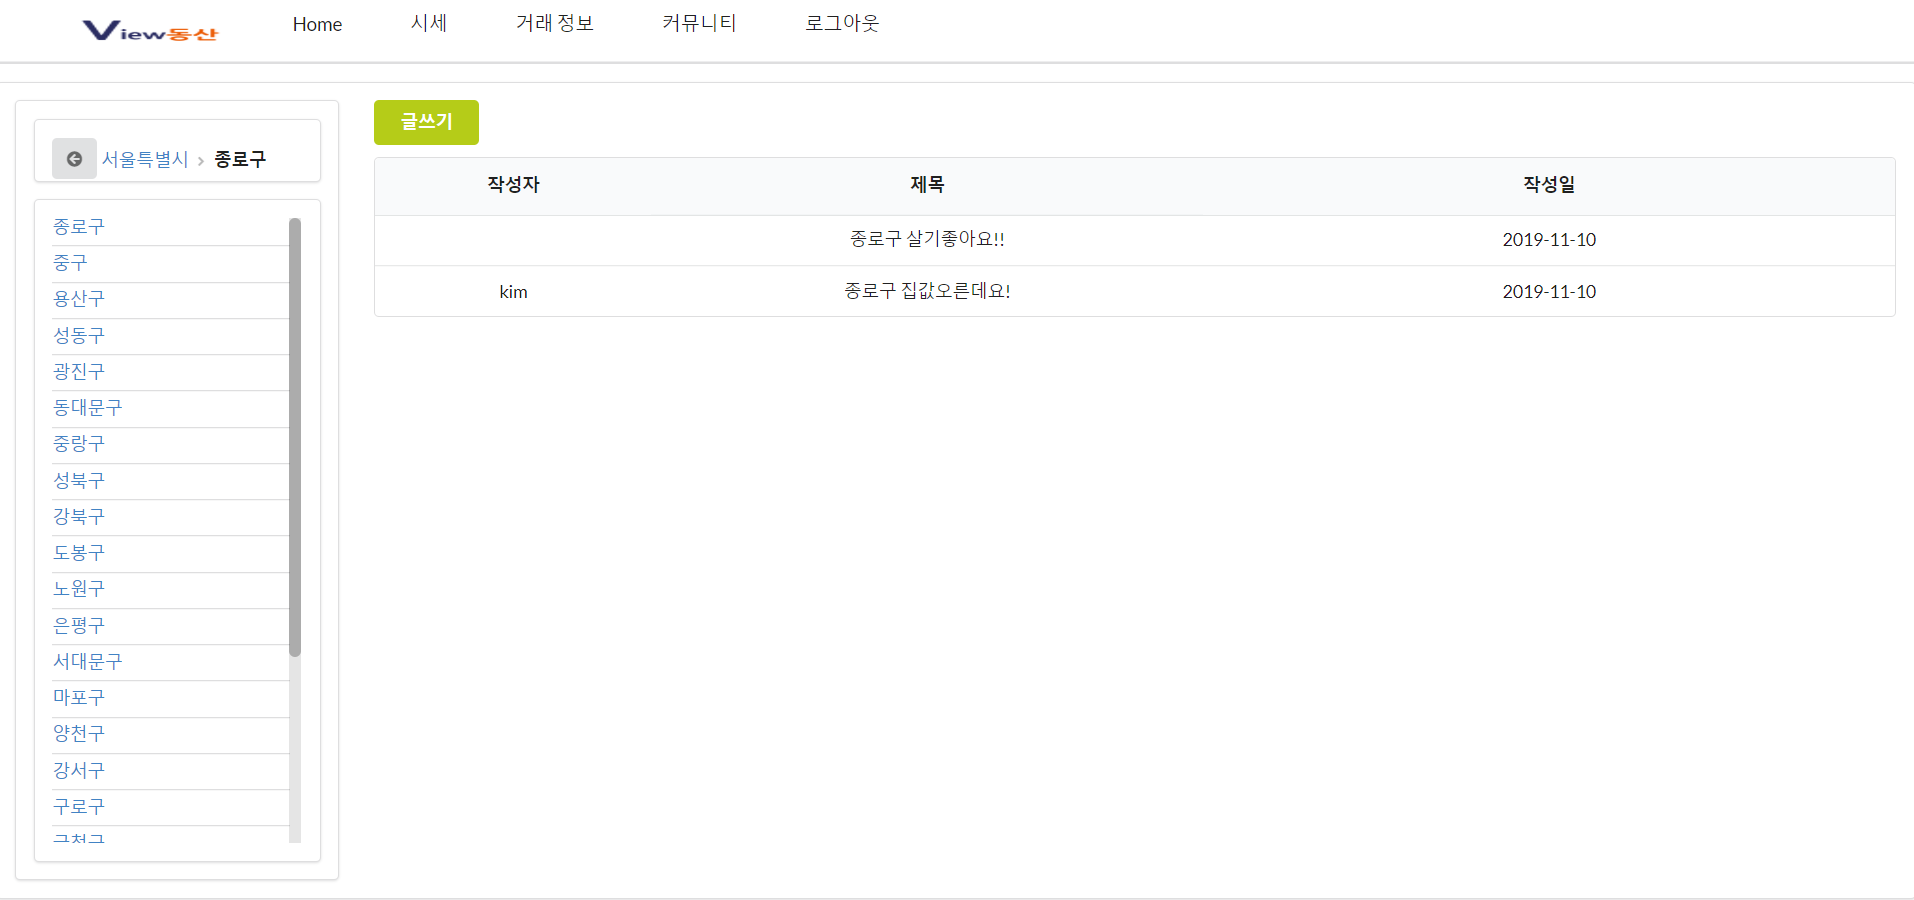 View동산 Home 시세 거래 정보 커뮤니티 로그아웃
서울특별시 > 종로구
종로구
중구
용산구
성동구
광진구
동대문구
중랑구
성북구
강북구
도봉구
노원구
은평구
서대문구
마포구
양천구
강서구
구로구
금천구
글쓰기
작성자 제목 작성일
종로구 살기좋아요!! 2019-11-10
kim 종로구 집값오른데요! 2019-11-10